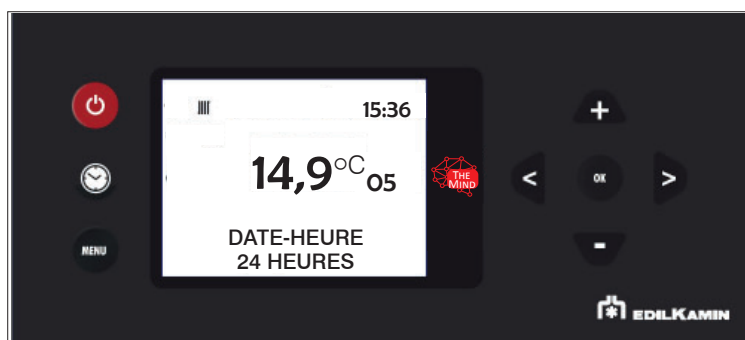 15:36
14,9°C 05
THE
MIND
DATE-HEURE
24 HEURES
MENU
+
<
OK
>
-
EDILKAMIN